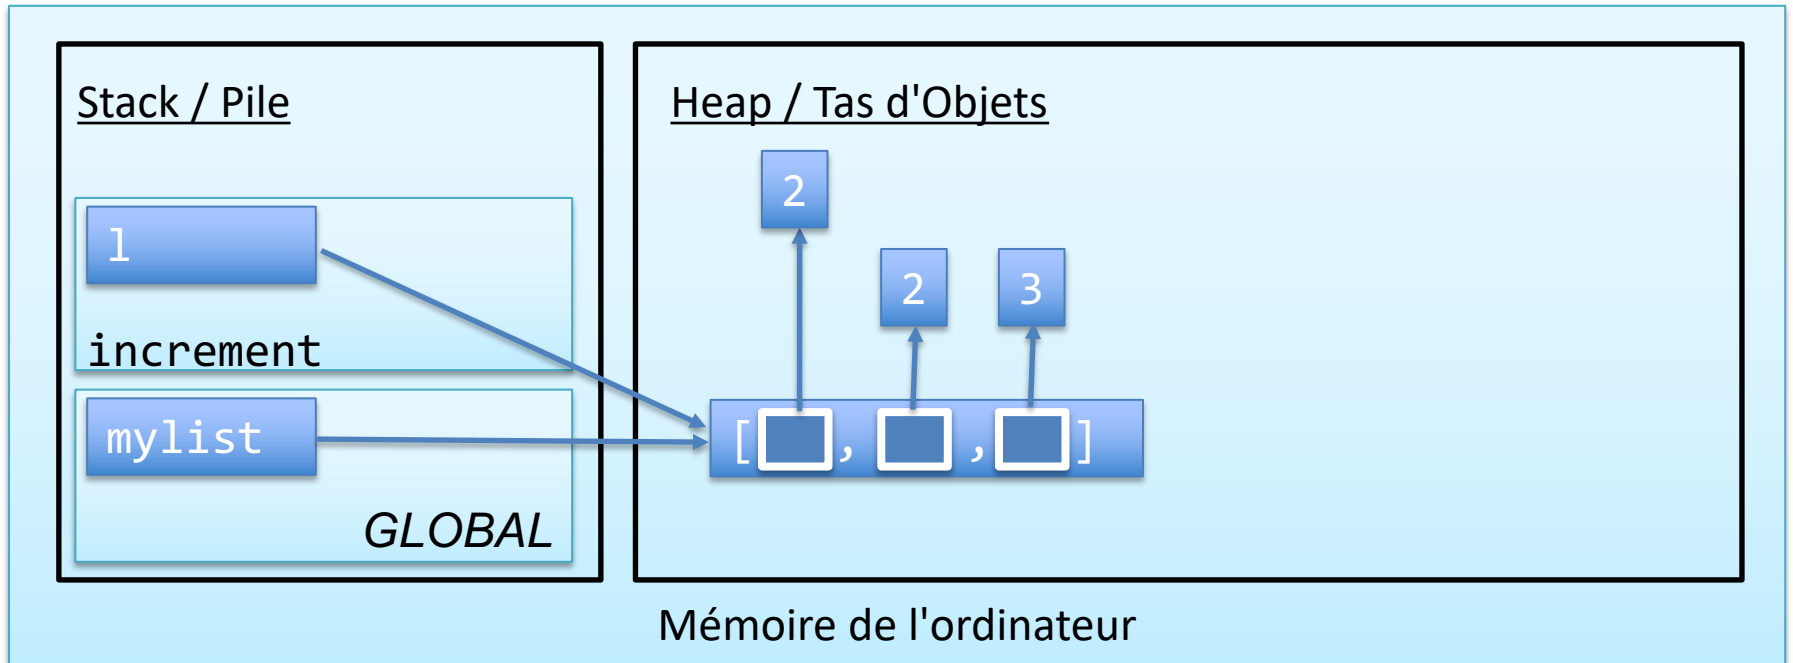 Stack / Pile
l
increment
mylist
GLOBAL
Heap / Tas d'Objets
2
2 3
[ , , ]
Mémoire de l'ordinateur